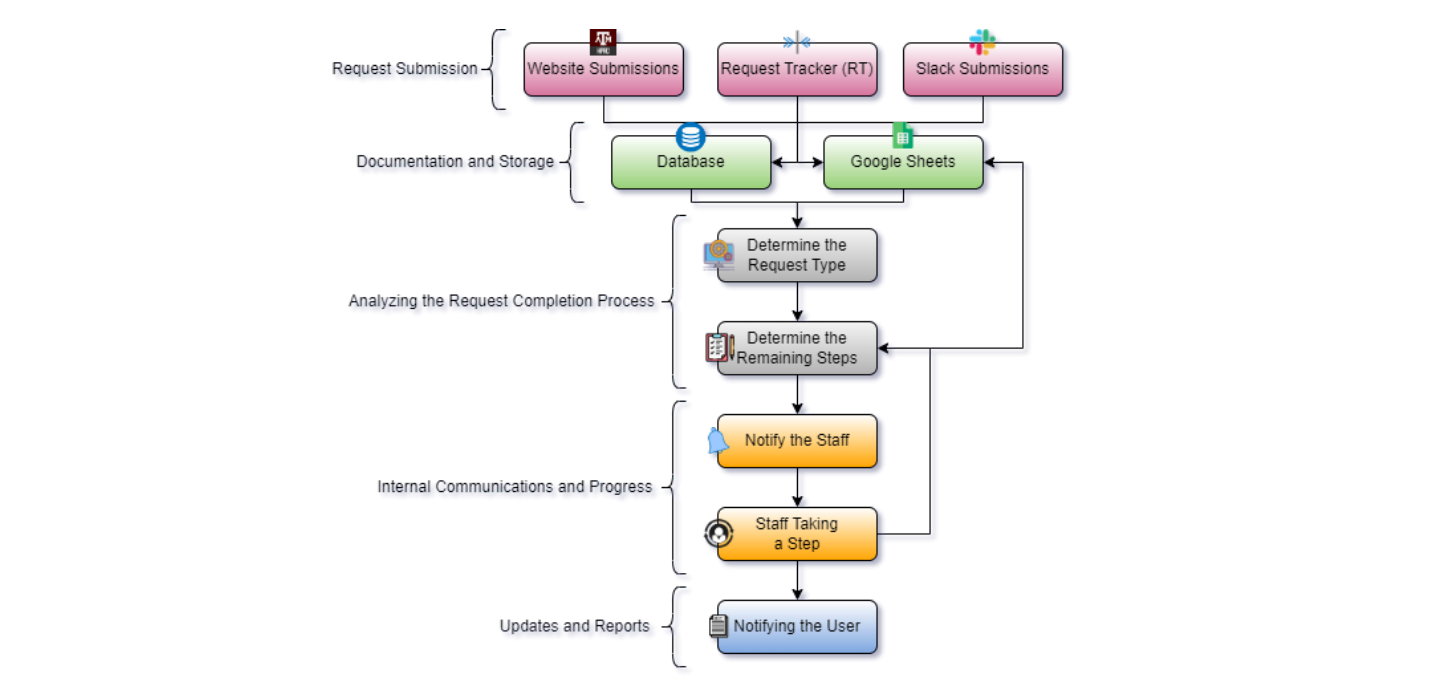 Request Submission
Website Submissions
Request Tracker (RT)
Slack Submissions
Documentation and Storage
Database
Google Sheets
Determine the
Request Type
Analyzing the Request Completion Process
Determine the
Remaining Steps
Notify the Staff
Internal Communications and Progress
Staff Taking
a Step
Updates and Reports
Notifying the User